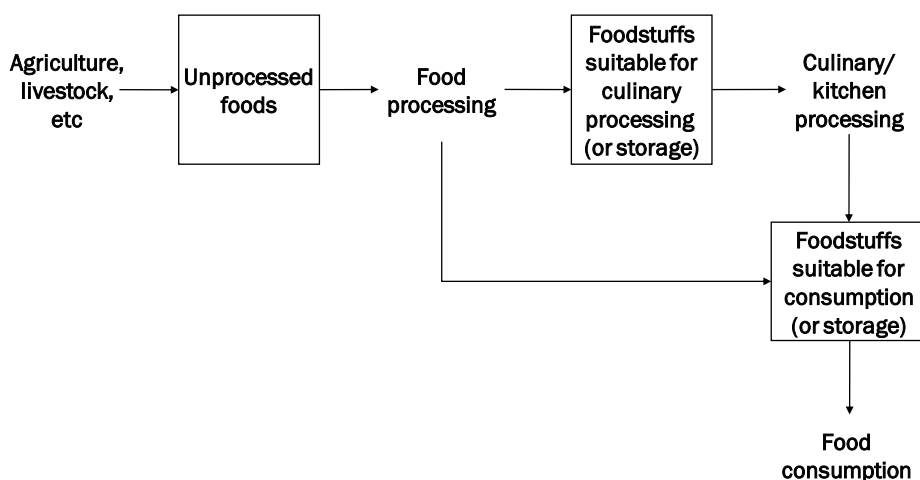 Agriculture,
livestock,
etc
Unprocessed
foods
Food
processing
Foodstuffs
suitable for
culinary
processing
(or storage)
Culinary/
kitchen
processing
Foodstuffs
suitable for
consumption
(or storage)
Food
consumption